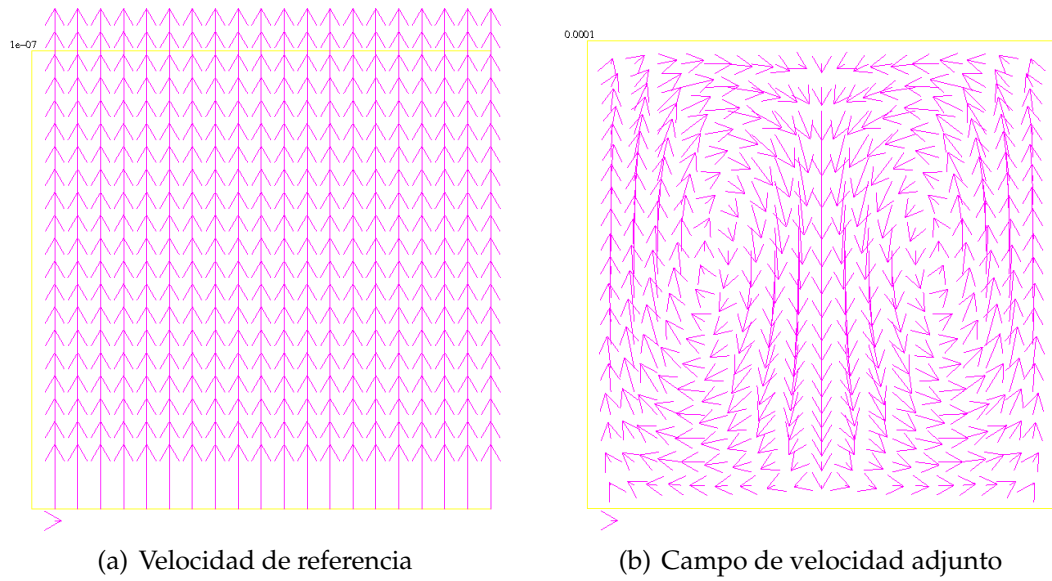 1e-07
0.0001
(a) Velocidad de referencia
(b) Campo de velocidad adjunto